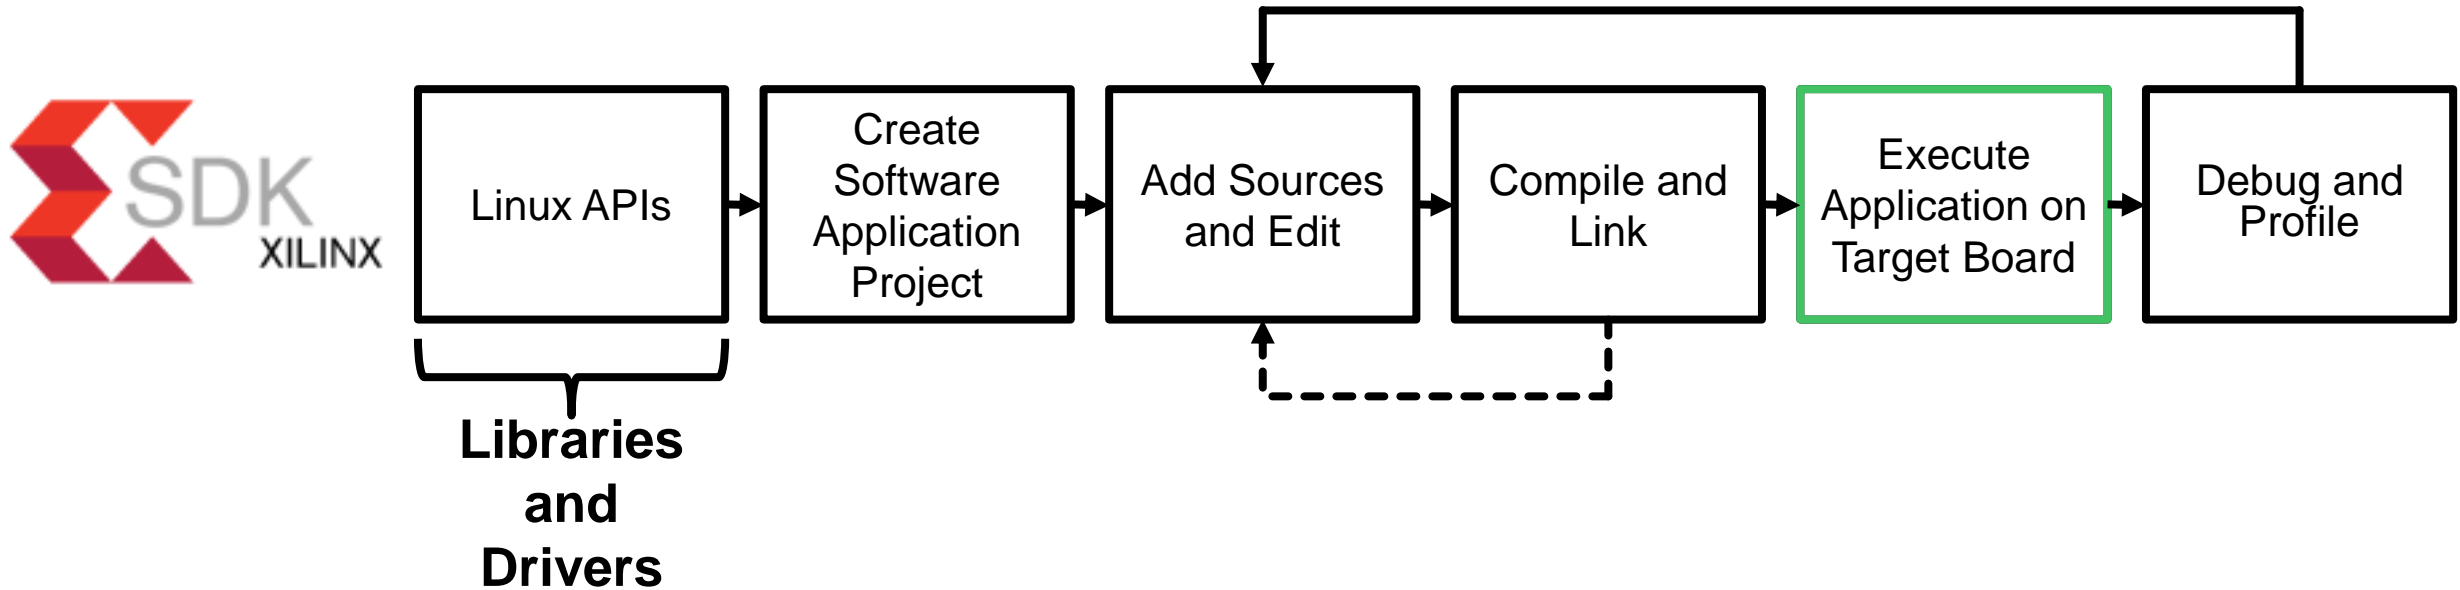 SDK
XILINX
Linux APIs
Create
Software
Application
Project
Add Sources
and Edit
Compile and
Link
Execute
Application on
Target Board
Debug and
Profile
Libraries
and
Drivers